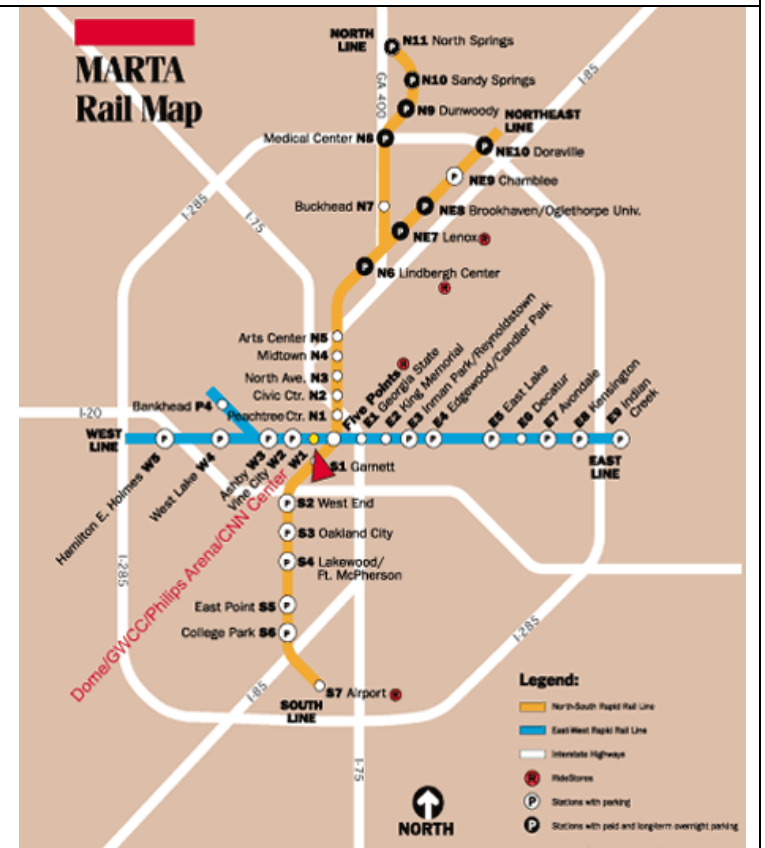 MARTA
Rail Map
NORTH
LINE
N11 North Springs
GA 400
N10 Sandy Springs
I-85
N9 Dunwoody
NORTHEAST
LINE
Medical Center N8
NE10 Doraville
NE9 Chamblee
I-285
I-75
Buckhead N7
NE8 Brookhaven/Oglethorpe Univ.
NE7 Lenox R
N6 Lindbergh Center
R
Arts Center N5
Midtown N4
North Ave. N3
Civic Ctr. N2
Peachtree Ctr. N1
Five Points R
E1 Georgia State
E2 King Memorial
E3 Inman Park/Reynoldstown
E4 Edgewood/Candler Park
E5 East Lake
E6 Decatur
E7 Avondale
E8 Kensington
E9 Indian
Creek
Bankhead P4
I-20
WEST
LINE
EAST
LINE
Hamilton E. Holmes W5
West Lake W4
Ashby W3
Vine City W2
W1
Dome/GWCC/Philips Arena/CNN Center
S1 Garnett
S2 West End
S3 Oakland City
S4 Lakewood/
Ft. McPherson
I-285
East Point S5
College Park S6
I-285
I-85
S7 Airport R
SOUTH
LINE
I-75
NORTH
Legend:
North-South Rapid Rail Line
East-West Rapid Rail Line
Interstate Highways
R RideStores
P Stations with parking
P Stations with paid and longterm overnight parking